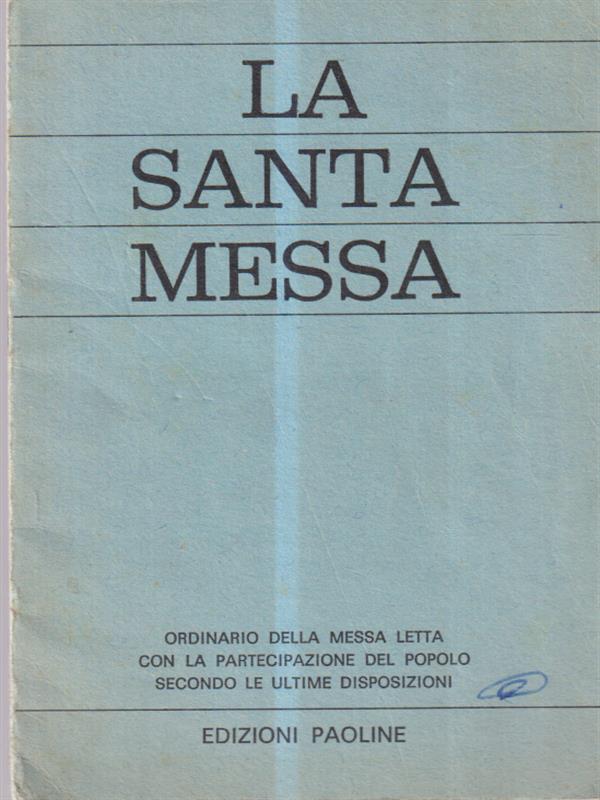 LA
SANTA
MESSA
ORDINARIO DELLA MESSA LETTA
CON LA PARTECIPAZIONE DEL POPOLO
SECONDO LE ULTIME DISPOSIZIONI
EDIZIONI PAOLINE